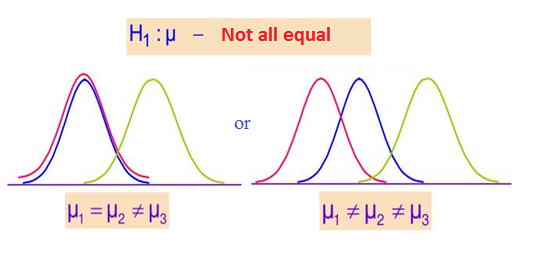 H₁ : μ – Not all equal
or
μ₁ = μ₂ ≠ μ₃
μ₁ ≠ μ₂ ≠ μ₃